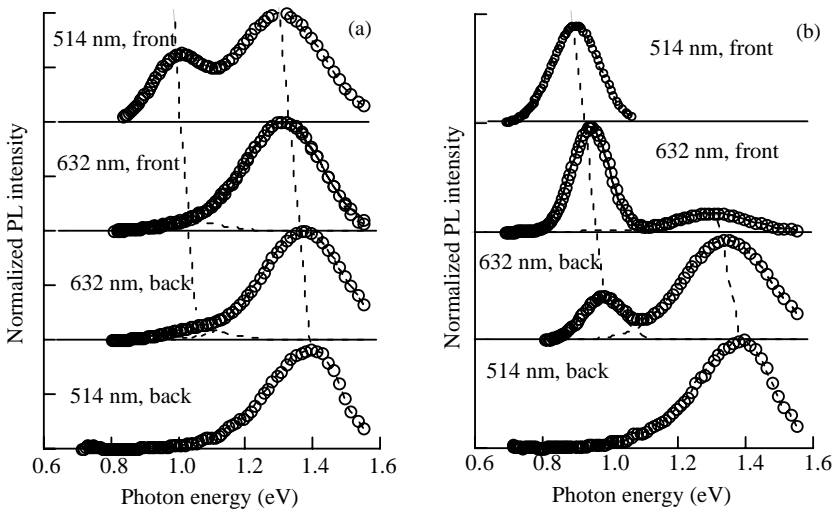 (a)
514 nm, front
632 nm, front
632 nm, back
514 nm, back
Normalized PL intensity
0.6 0.8 1.0 1.2 1.4 1.6
Photon energy (eV)
(b)
514 nm, front
632 nm, front
632 nm, back
514 nm, back
Normalized PL intensity
0.6 0.8 1.0 1.2 1.4 1.6
Photon energy (eV)